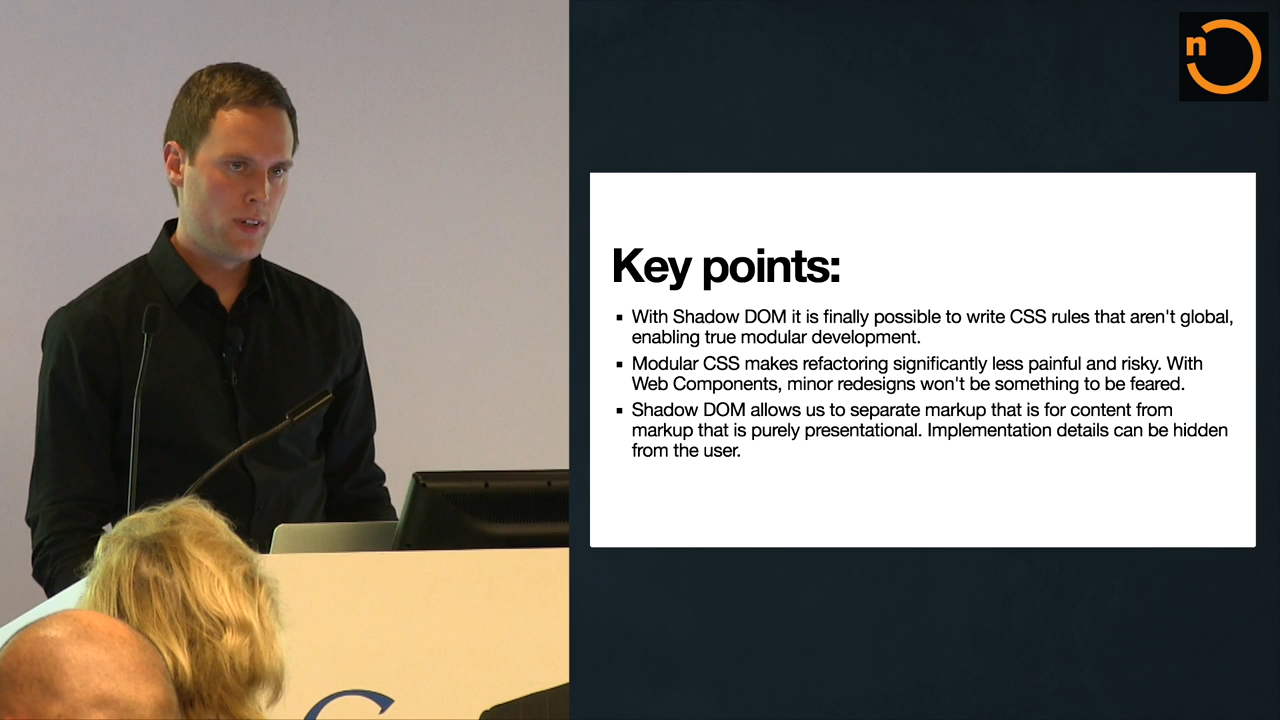 n
Key points:
With Shadow DOM it is finally possible to write CSS rules that aren't global,
enabling true modular development.
Modular CSS makes refactoring significantly less painful and risky. With
Web Components, minor redesigns won't be something to be feared.
Shadow DOM allows us to separate markup that is for content from
markup that is purely presentational. Implementation details can be hidden
from the user.